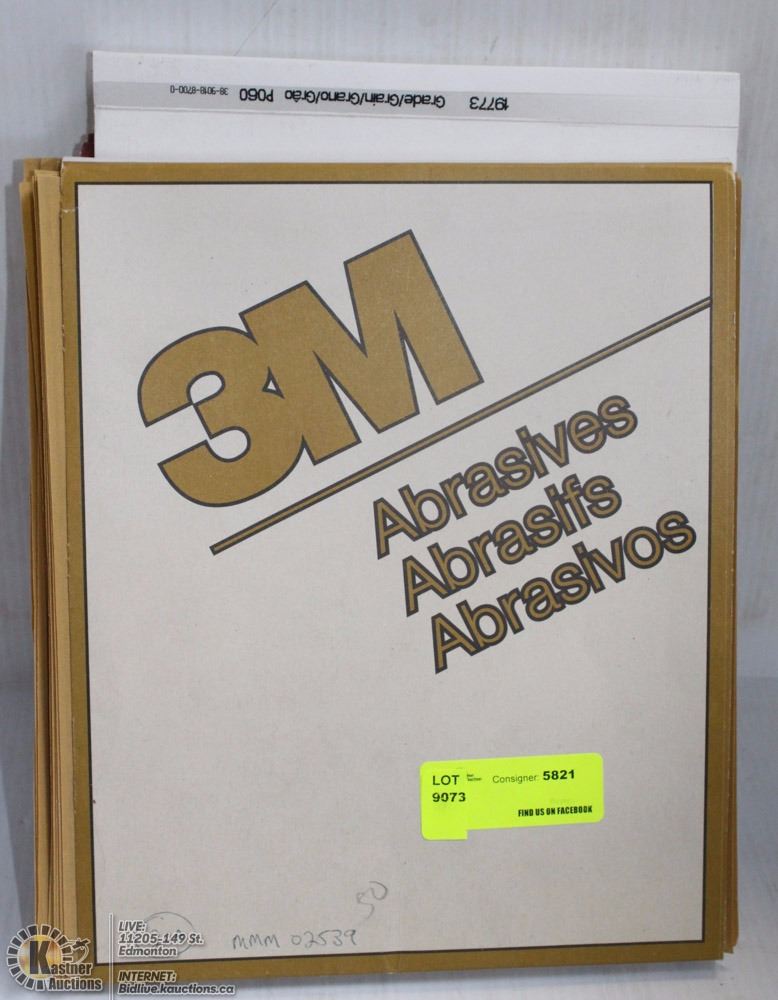 19773 Grade/Grain/Grano/Grão P060 38-9018-8700-0
3M
Abrasives
Abrasifs
Abrasivos
LOT Consigner: 5821
9073
FIND US ON FACEBOOK
50
MMM 02539
LIVE:
11205-149 St.
Edmonton
Kastner
Auctions
INTERNET:
Bidlive.kauctions.ca